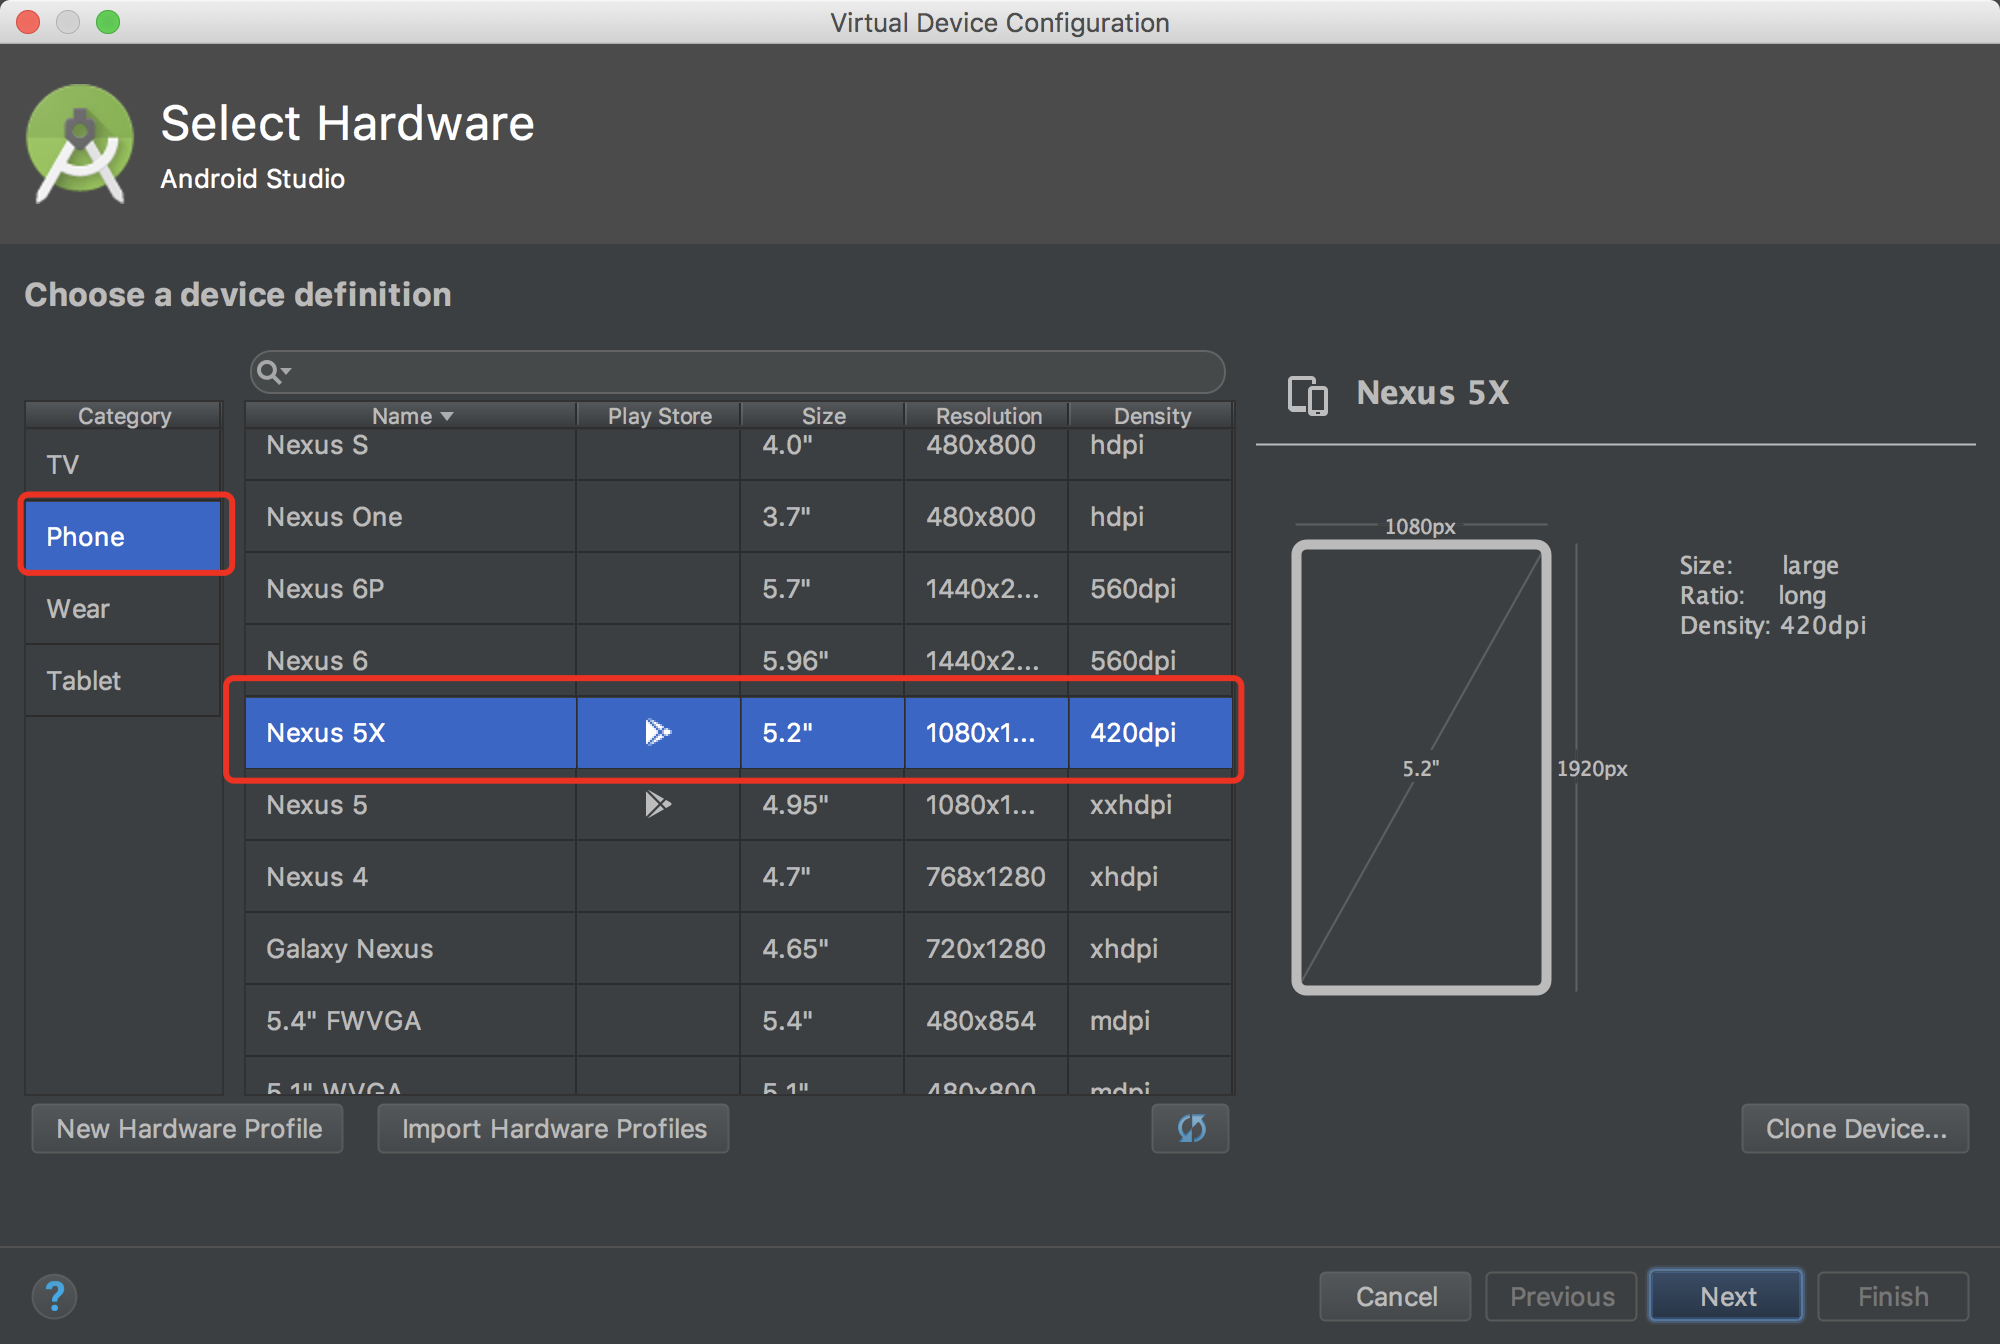 Virtual Device Configuration
Select Hardware
Android Studio
Choose a device definition
Category
TV
Phone
Wear
Tablet
Name Play Store Size Resolution Density
Nexus S 4.0" 480x800 hdpi
Nexus One 3.7" 480x800 hdpi
Nexus 6P 5.7" 1440x2... 560dpi
Nexus 6 5.96" 1440x2... 560dpi
Nexus 5X 5.2" 1080x1... 420dpi
Nexus 5 4.95" 1080x1... xxhdpi
Nexus 4 4.7" 768x1280 xhdpi
Galaxy Nexus 4.65" 720x1280 xhdpi
5.4" FWVGA 5.4" 480x854 mdpi
5.1" WVGA 5.1" 480x800 mdpi
Nexus 5X
1080px
5.2"
1920px
Size: large
Ratio: long
Density: 420dpi
New Hardware Profile
Import Hardware Profiles
Clone Device...
?
Cancel
Previous
Next
Finish